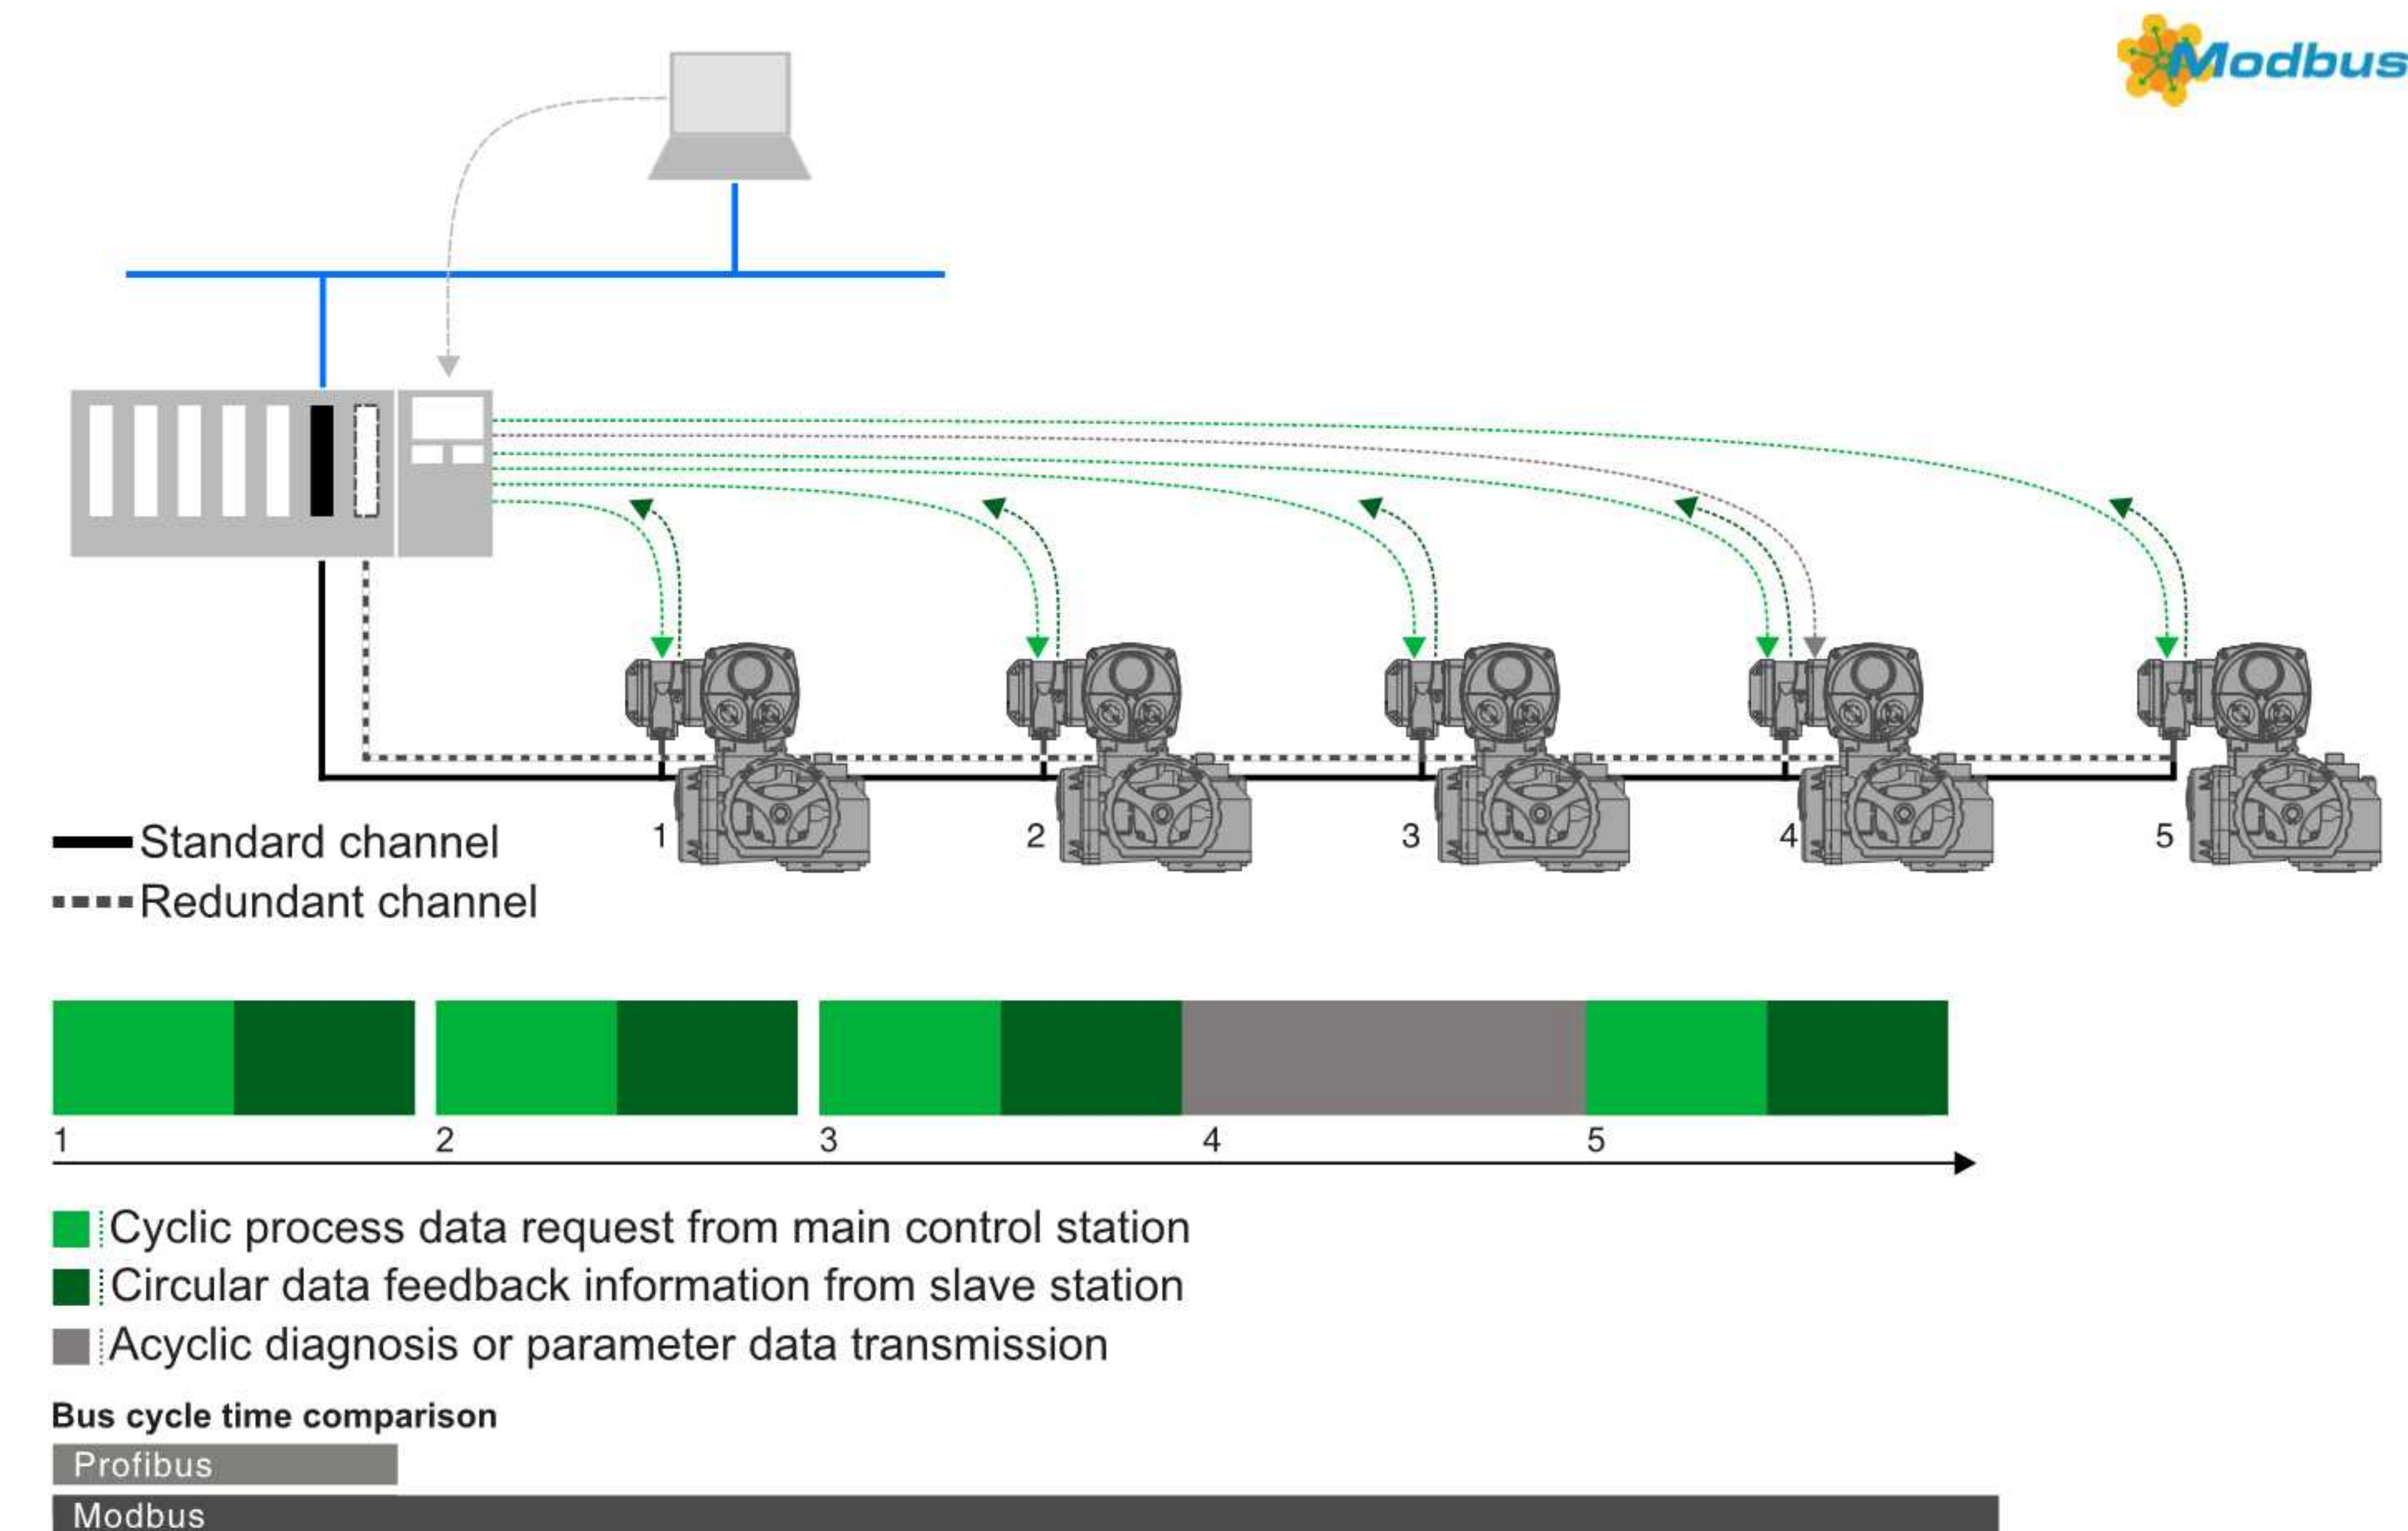 Modbus
Standard channel
Redundant channel
1 2 3 4 5
1 2 3 4 5
Cyclic process data request from main control station
Circular data feedback information from slave station
Acyclic diagnosis or parameter data transmission
Bus cycle time comparison
Profibus
Modbus